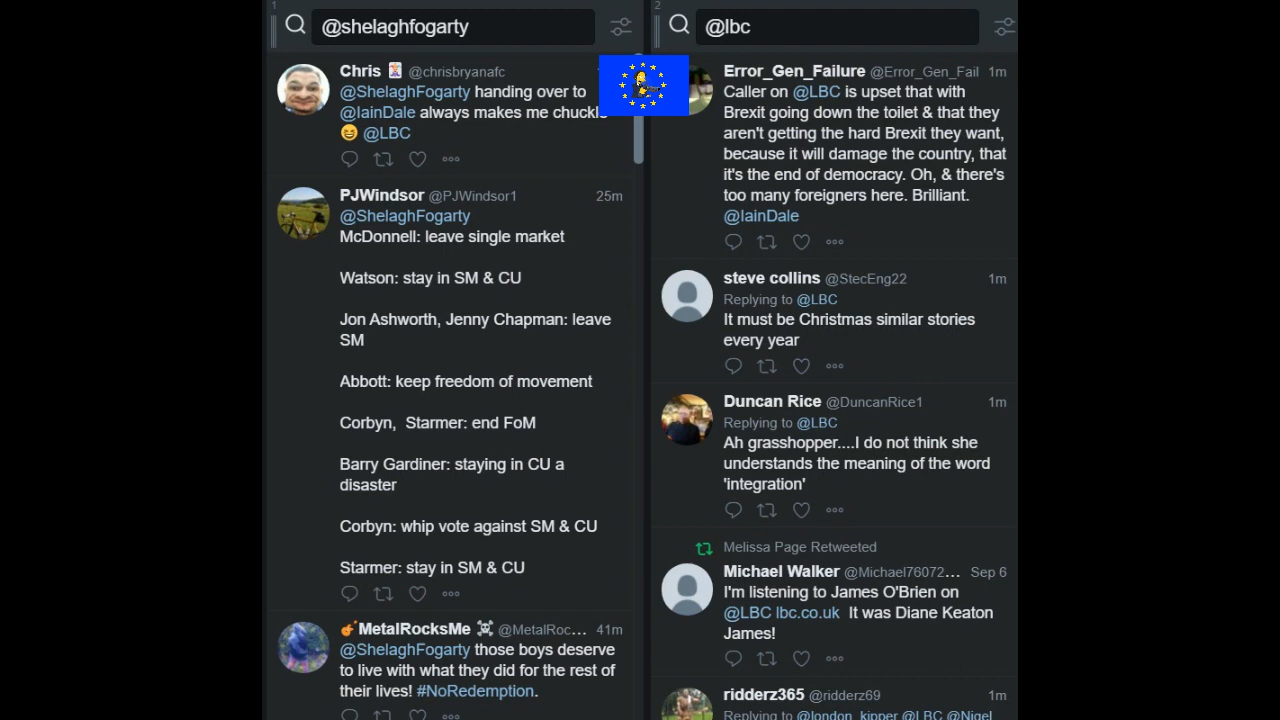 1
@shelaghfogarty
Chris 🃏 @chrisbryanafc
@ShelaghFogarty handing over to
@IainDale always makes me chuckle
😆 @LBC
PJWindsor @PJWindsor1 25m
@ShelaghFogarty
McDonnell: leave single market
Watson: stay in SM & CU
Jon Ashworth, Jenny Chapman: leave
SM
Abbott: keep freedom of movement
Corbyn, Starmer: end FoM
Barry Gardiner: staying in CU a
disaster
Corbyn: whip vote against SM & CU
Starmer: stay in SM & CU
🎸MetalRocksMe ☠ @MetalRoc... 41m
@ShelaghFogarty those boys deserve
to live with what they did for the rest of
their lives! #NoRedemption.
2
@lbc
Error_Gen_Failure @Error_Gen_Fail 1m
Caller on @LBC is upset that with
Brexit going down the toilet & that they
aren't getting the hard Brexit they want,
because it will damage the country, that
it's the end of democracy. Oh, & there's
too many foreigners here. Brilliant.
@IainDale
steve collins @StecEng22 1m
Replying to @LBC
It must be Christmas similar stories
every year
Duncan Rice @DuncanRice1 1m
Replying to @LBC
Ah grasshopper....I do not think she
understands the meaning of the word
'integration'
Melissa Page Retweeted
Michael Walker @Michael76072... Sep 6
I'm listening to James O'Brien on
@LBC lbc.co.uk It was Diane Keaton
James!
ridderz365 @ridderz69 1m
Replying to @london_kipper @LBC @Nigel